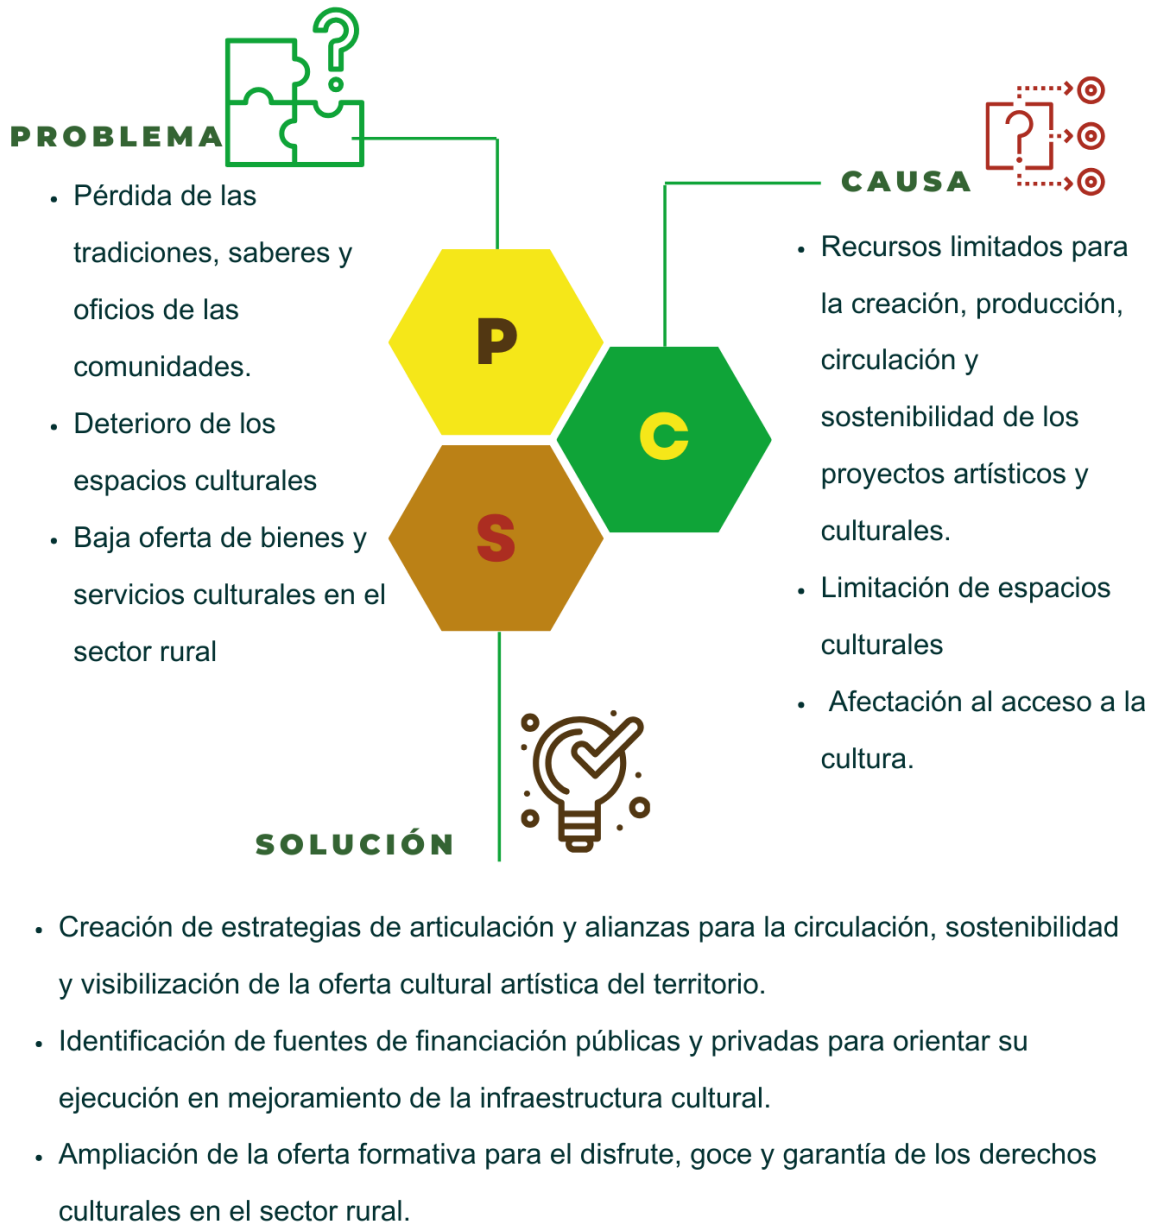 PROBLEMA
• Pérdida de las
tradiciones, saberes y
oficios de las
comunidades.
• Deterioro de los
espacios culturales
• Baja oferta de bienes y
servicios culturales en el
sector rural
P
C
S
CAUSA
• Recursos limitados para
la creación, producción,
circulación y
sostenibilidad de los
proyectos artísticos y
culturales.
• Limitación de espacios
culturales
• Afectación al acceso a la
cultura.
SOLUCIÓN
• Creación de estrategias de articulación y alianzas para la circulación, sostenibilidad
y visibilización de la oferta cultural artística del territorio.
• Identificación de fuentes de financiación públicas y privadas para orientar su
ejecución en mejoramiento de la infraestructura cultural.
• Ampliación de la oferta formativa para el disfrute, goce y garantía de los derechos
culturales en el sector rural.